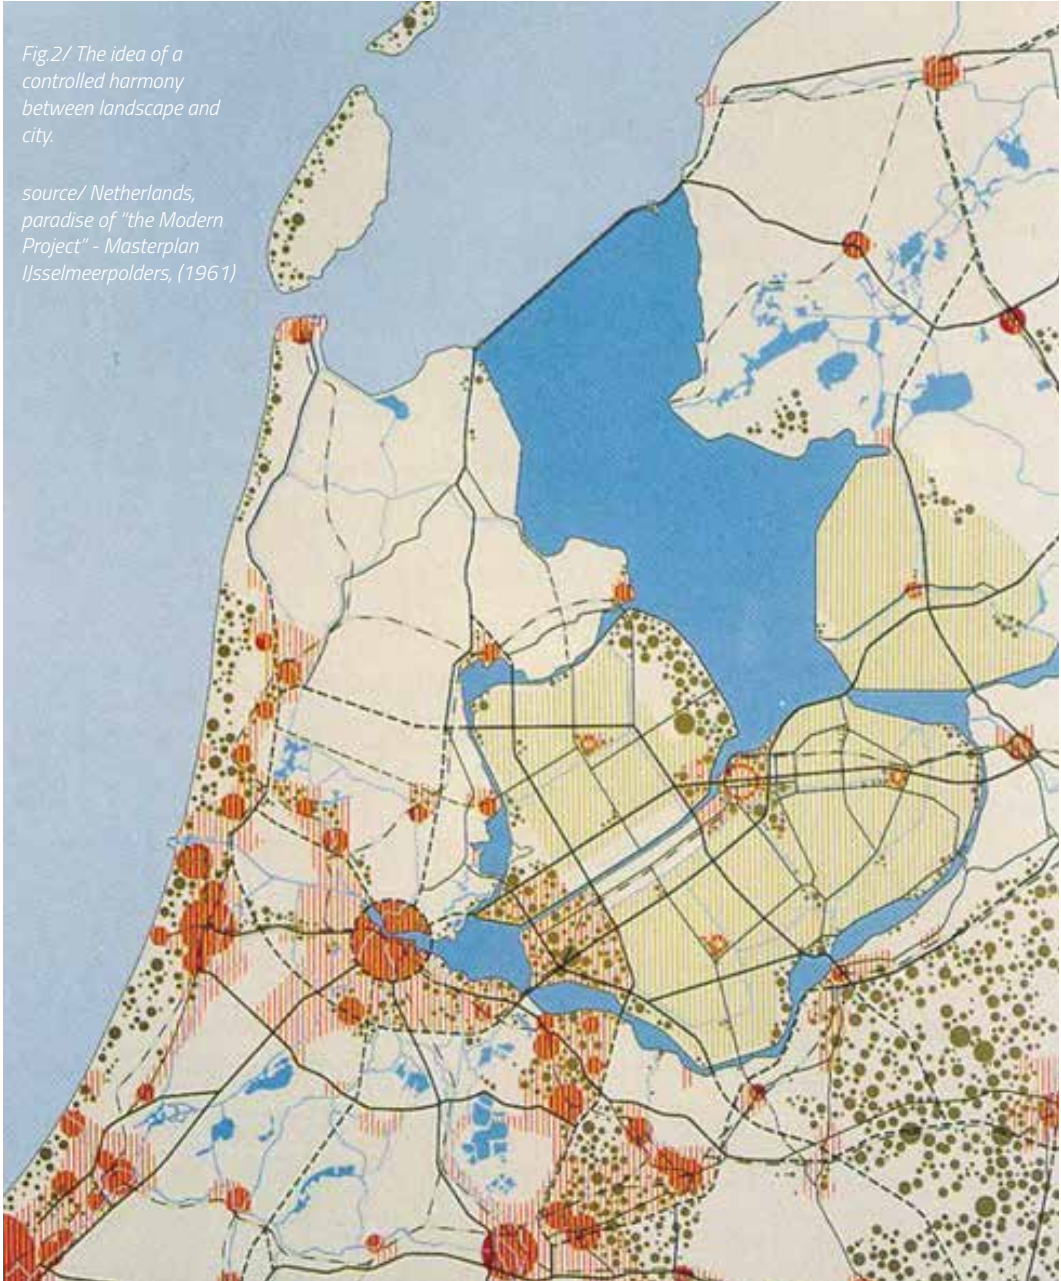 Fig.2/ The idea of a
controlled harmony
between landscape and
city.
source/ Netherlands,
paradise of "the Modern
Project" - Masterplan
IJsselmeerpolders, (1961)